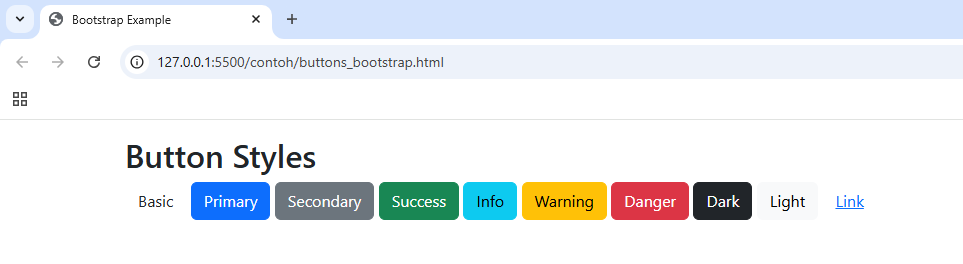 Bootstrap Example
127.0.0.1:5500/contoh/buttons_bootstrap.html
Button Styles
Basic Primary Secondary Success Info Warning Danger Dark Light Link